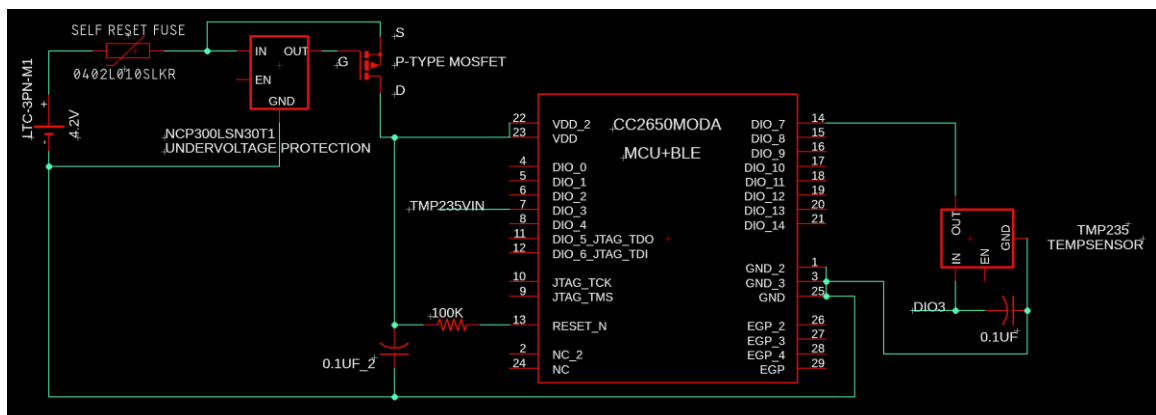 SELF RESET FUSE
0402L010SLKR
LTC-3PN-M1
+
4.2V
-
IN
OUT
EN
GND
NCP300LSN30T1
UNDERVOLTAGE PROTECTION
S
G
P-TYPE MOSFET
D
CC2650MODA
MCU+BLE
22 VDD_2
23 VDD
4 DIO_0
5 DIO_1
6 DIO_2
TMP235VIN
7 DIO_3
8 DIO_4
11 DIO_5_JTAG_TDO
12 DIO_6_JTAG_TDI
10 JTAG_TCK
9 JTAG_TMS
100K
13 RESET_N
0.1UF_2
2 NC_2
24 NC
DIO_7 14
DIO_8 15
DIO_9 16
DIO_10 17
DIO_11 18
DIO_12 19
DIO_13 20
DIO_14 21
GND_2 1
GND_3 3
GND 25
EGP_2 26
EGP_3 27
EGP_4 28
EGP 29
OUT
GND
IN
EN
TMP235
TEMPSENSOR
DIO3
0.1UF